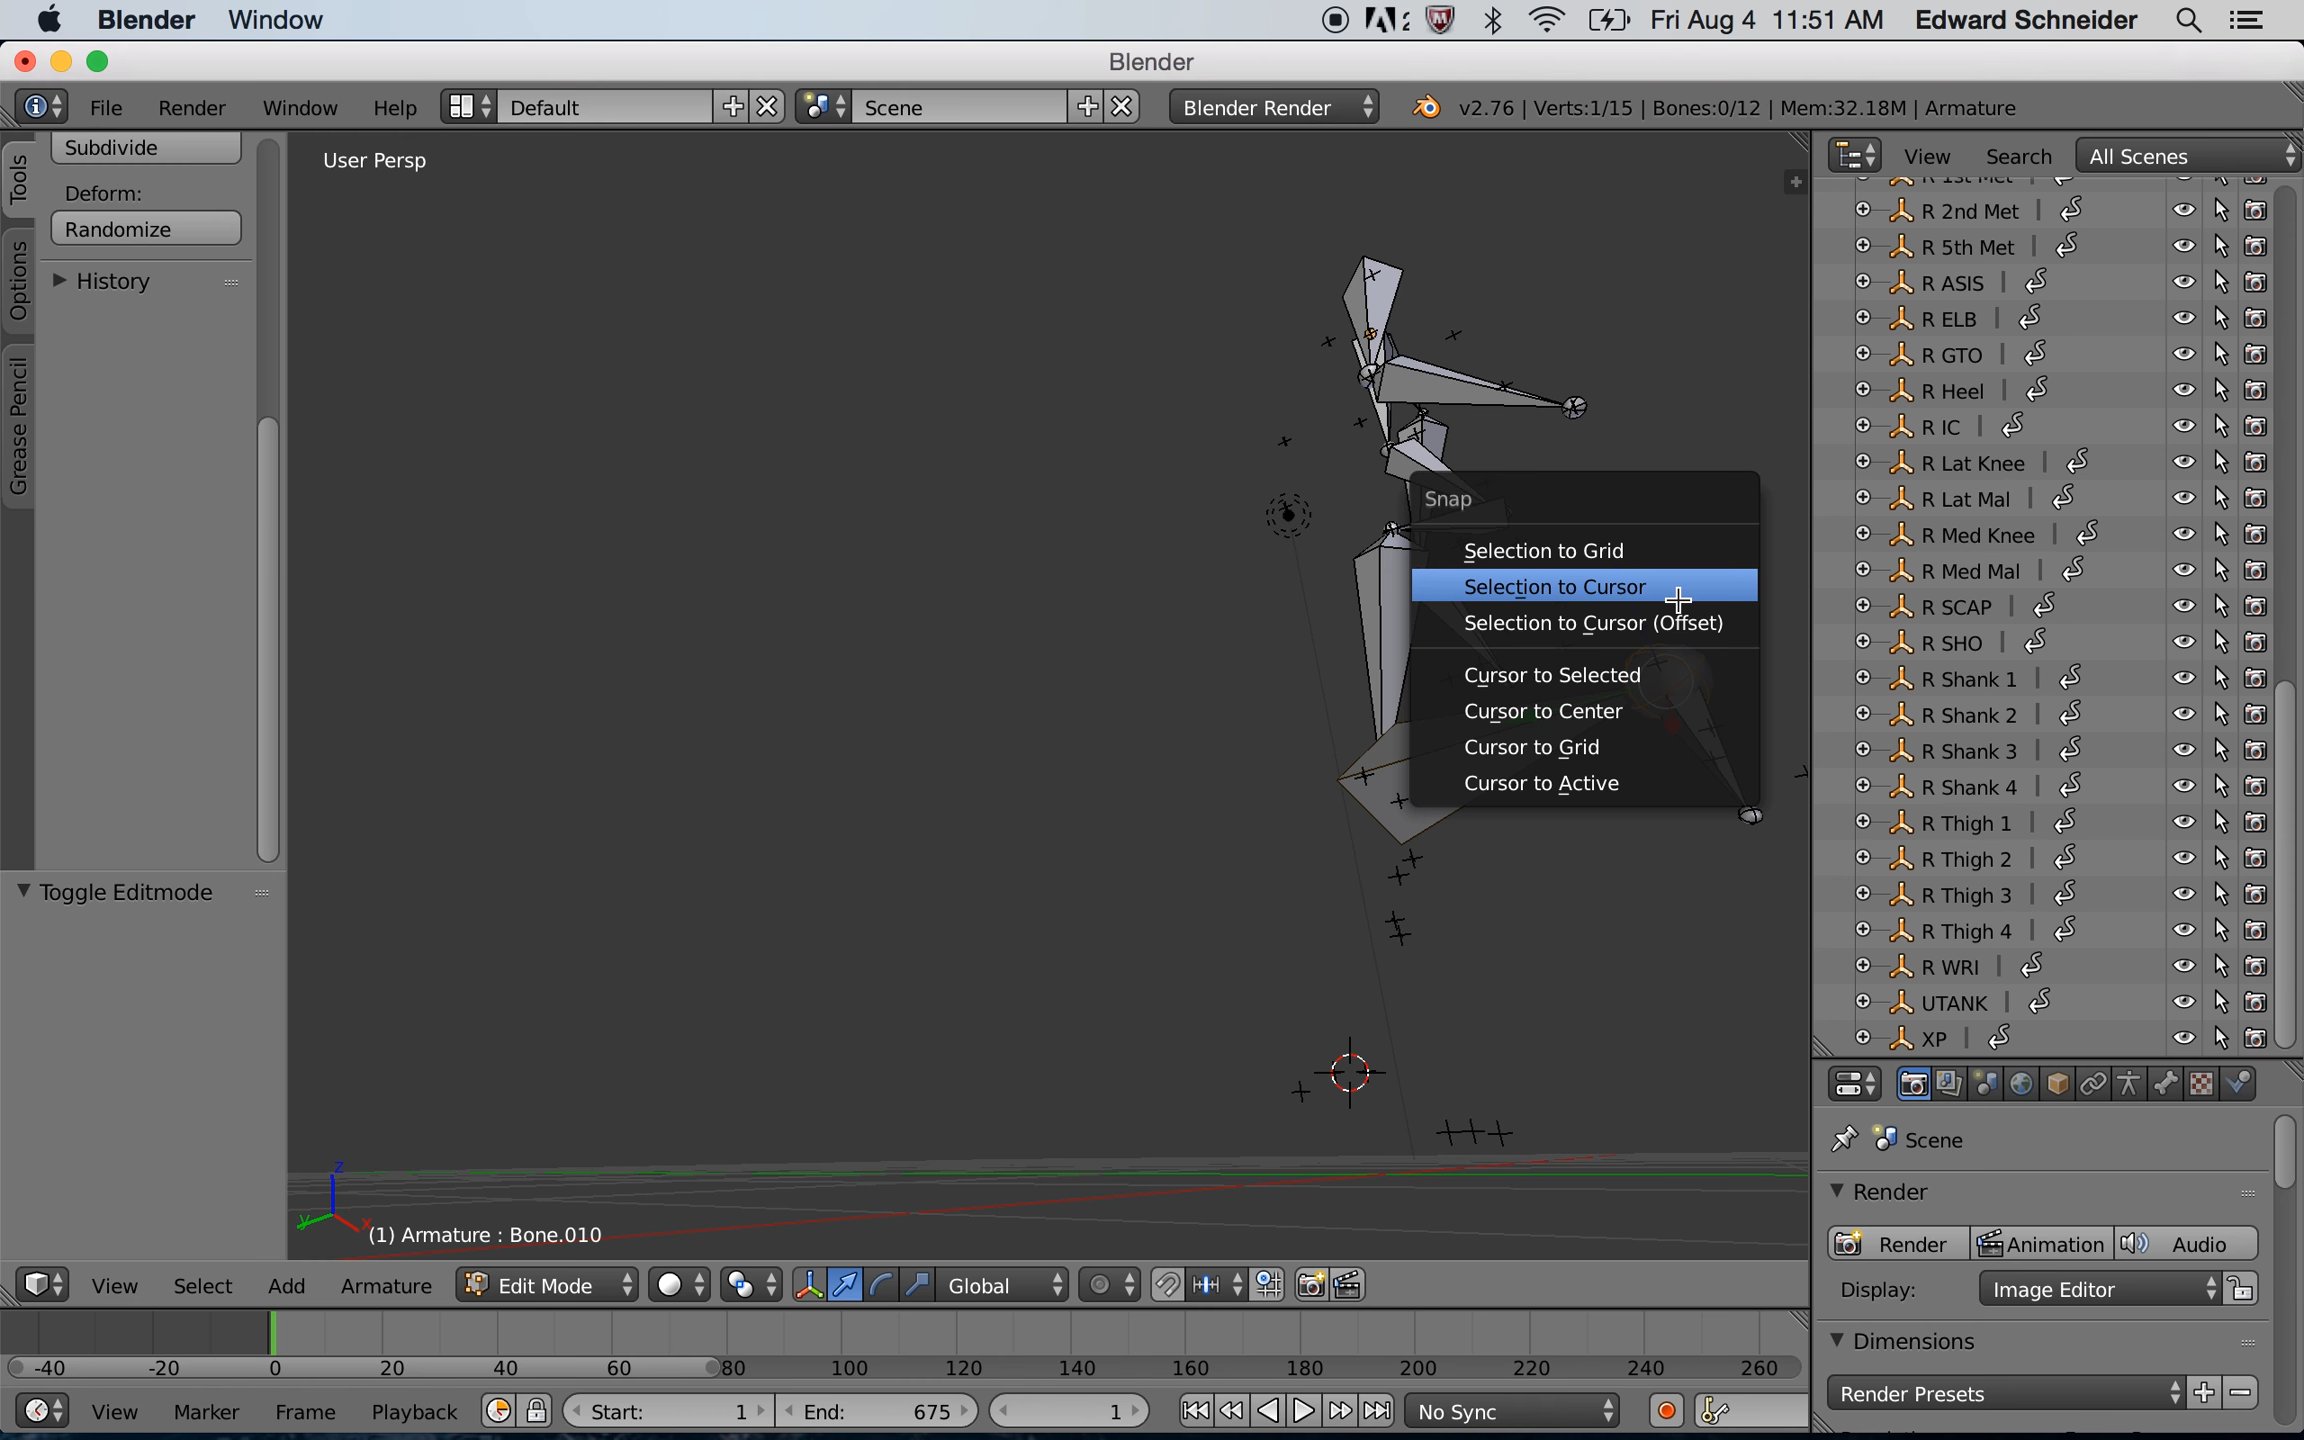 Blender Window Fri Aug 4 11:51 AM Edward Schneider
Blender
File Render Window Help Default Scene Blender Render v2.76 | Verts:1/15 | Bones:0/12 | Mem:32.18M | Armature
Tools
Options
Grease Pencil
Subdivide
Deform:
Randomize
History
Toggle Editmode
User Persp
Snap
Selection to Grid
Selection to Cursor
Selection to Cursor (Offset)
Cursor to Selected
Cursor to Center
Cursor to Grid
Cursor to Active
z
y
x
(1) Armature : Bone.010
View Select Add Armature Edit Mode Global
-40 -20 0 20 40 60 80 100 120 140 160 180 200 220 240 260
View Marker Frame Playback Start: 1 End: 675 1 No Sync
View Search All Scenes
R 1st Met
R 2nd Met
R 5th Met
R ASIS
R ELB
R GTO
R Heel
R IC
R Lat Knee
R Lat Mal
R Med Knee
R Med Mal
R SCAP
R SHO
R Shank 1
R Shank 2
R Shank 3
R Shank 4
R Thigh 1
R Thigh 2
R Thigh 3
R Thigh 4
R WRI
UTANK
XP
Scene
Render
Render Animation Audio
Display: Image Editor
Dimensions
Render Presets